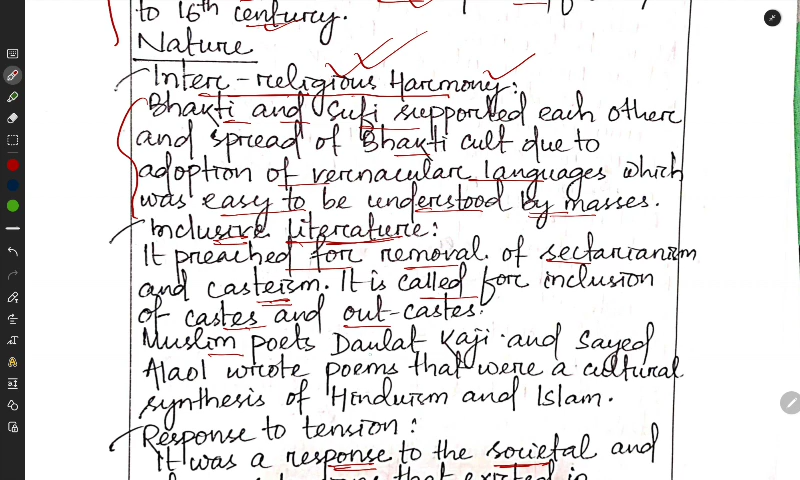 to 16th century.
Nature
Inter-religious Harmony:
Bhakti and Sufi supported each other
and spread of Bhakti cult due to
adoption of vernacular languages which
was easy to be understood by masses.
Inclusive literature:
It preached for removal of sectarianism
and casteism. It is called for inclusion
of castes and out-castes.
Muslim poets Daulat Kaji and Sayed
Alaol wrote poems that were a cultural
synthesis of Hinduism and Islam.
Response to tension:
It was a response to the societal and
that existed in